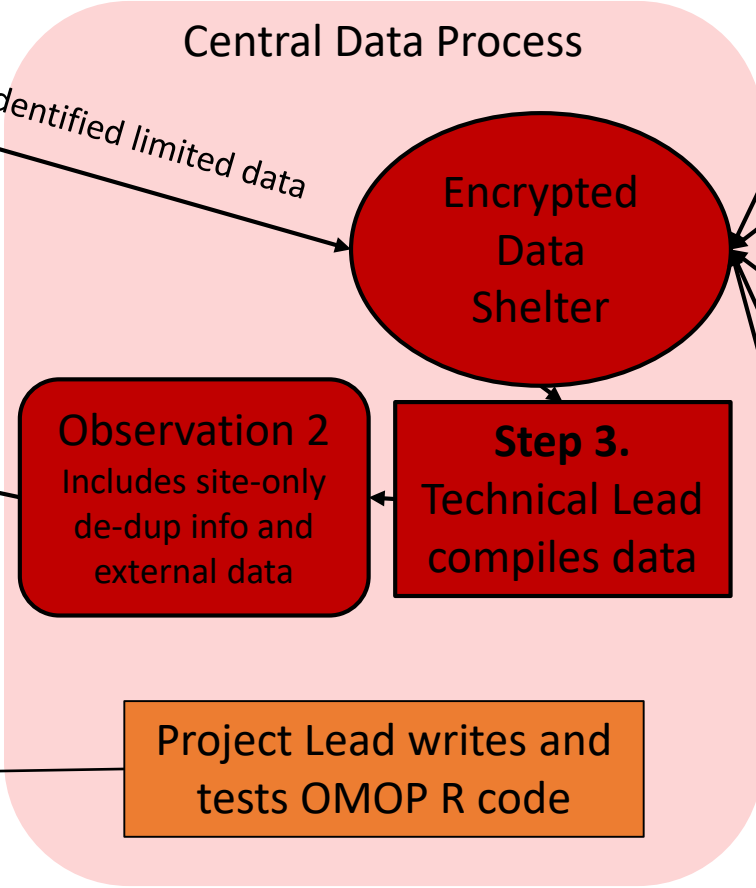 Central Data Process
dentified limited data
Encrypted
Data
Shelter
Observation 2
Includes site-only
de-dup info and
external data
Step 3.
Technical Lead
compiles data
Project Lead writes and
tests OMOP R code